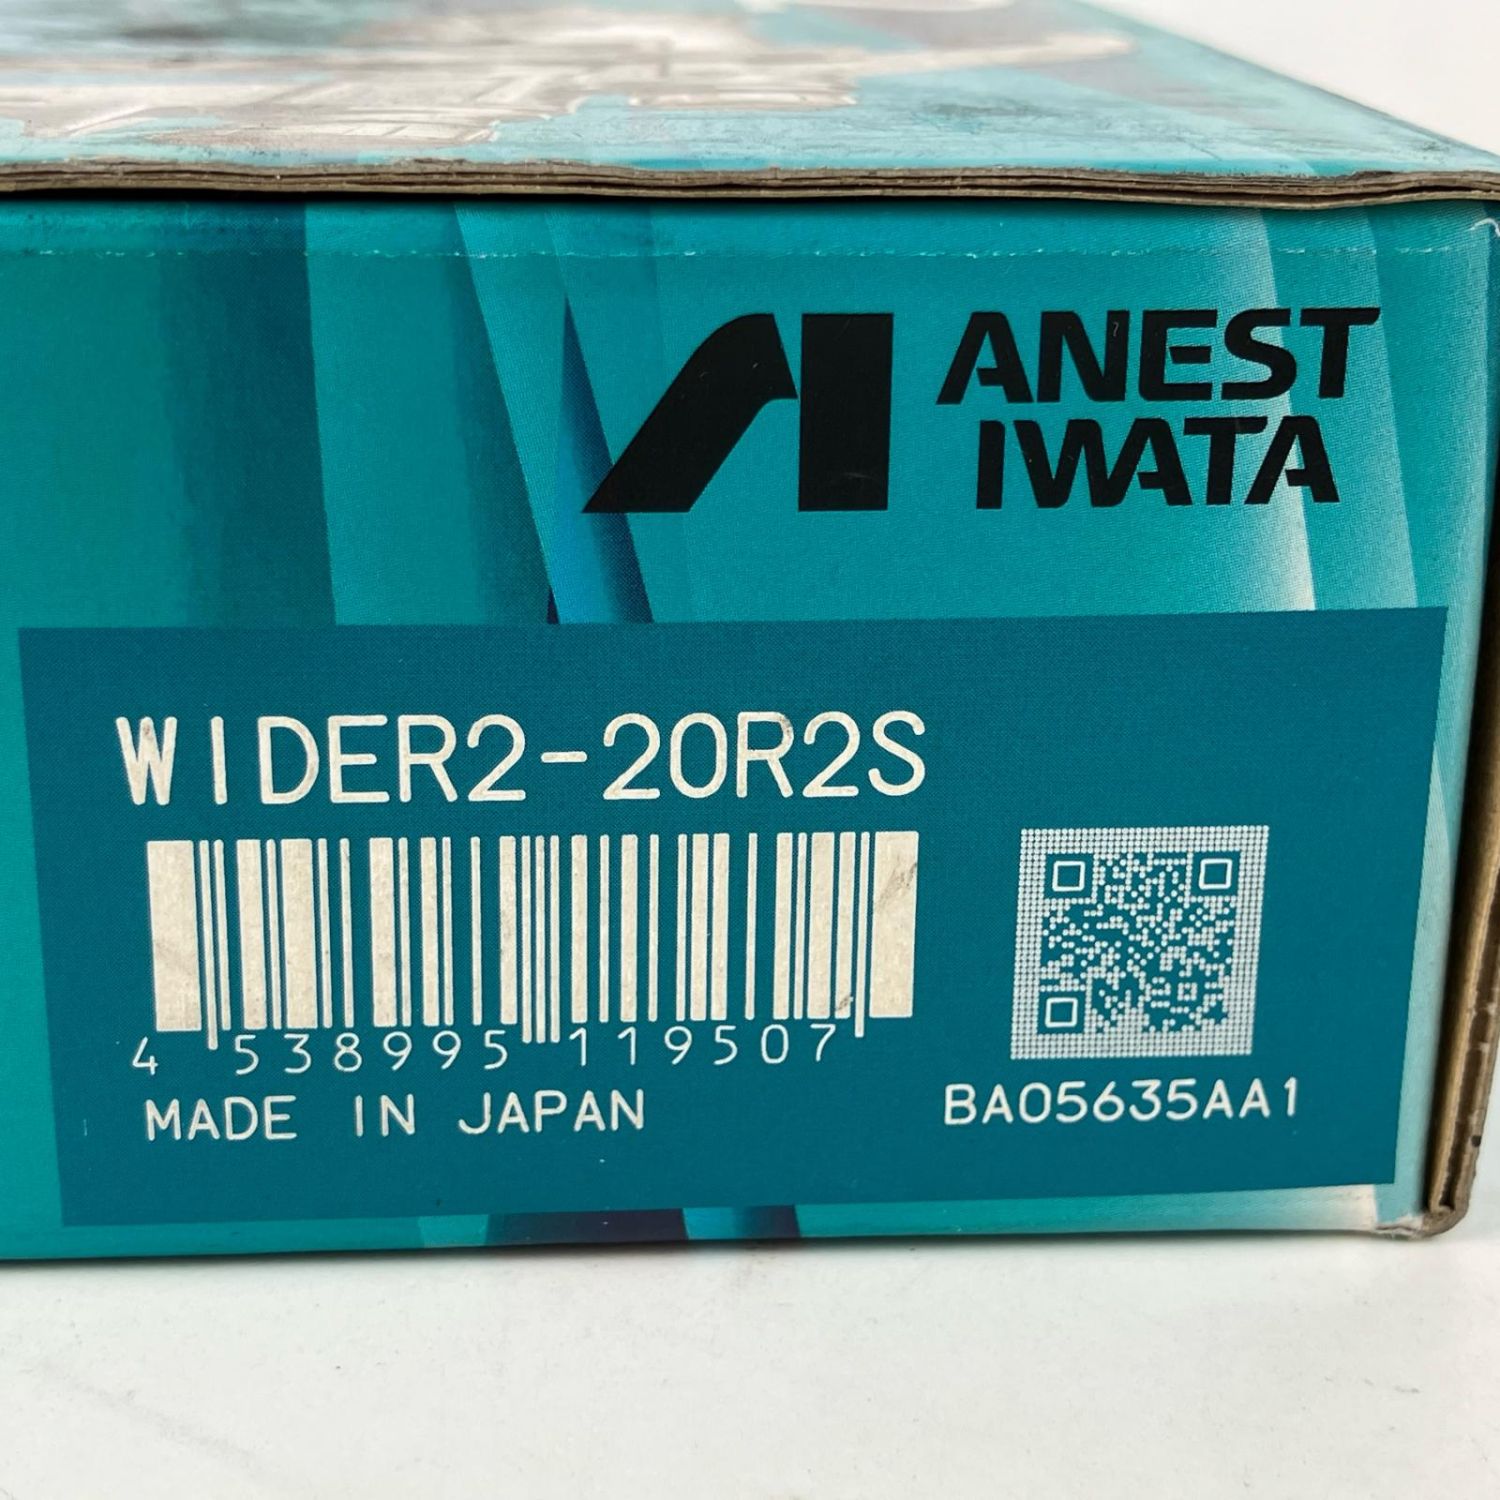 ANEST
IWATA
WIDER2-20R2S
4 538995 119507
MADE IN JAPAN
BA05635AA1